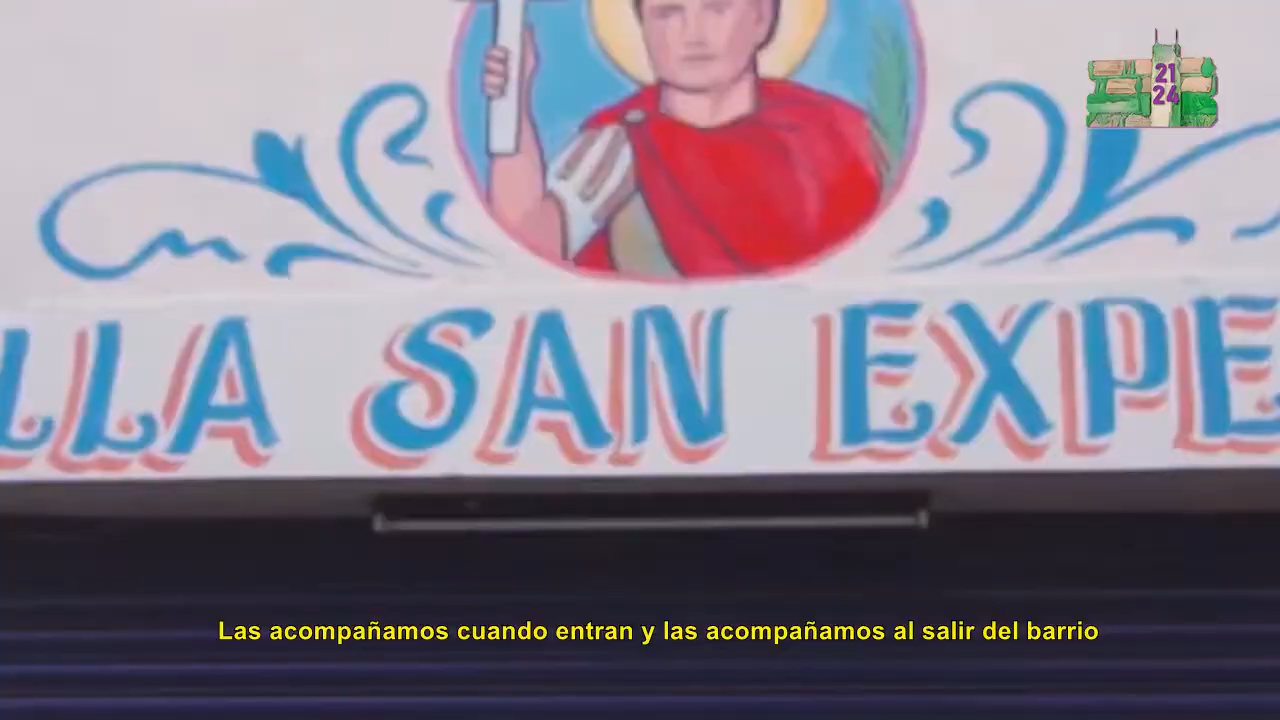 21
24
LLA SAN EXPE
Las acompañamos cuando entran y las acompañamos al salir del barrio